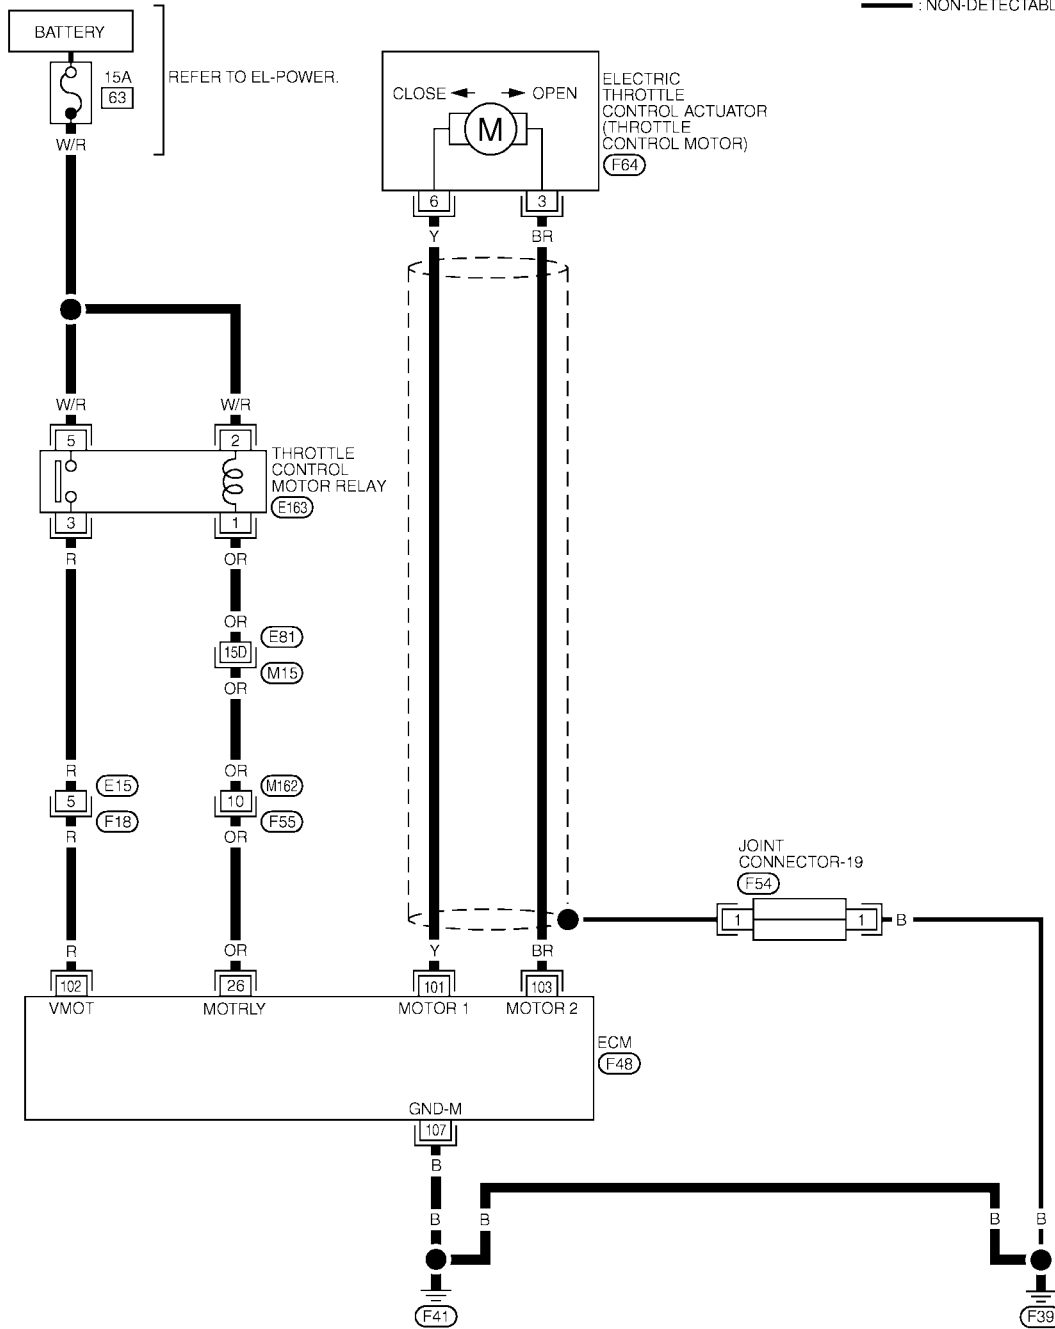 : NON-DETECTABL
BATTERY
15A
63
REFER TO EL-POWER.
W/R
CLOSE
OPEN
M
ELECTRIC
THROTTLE
CONTROL ACTUATOR
(THROTTLE
CONTROL MOTOR)
F64
6
3
Y
BR
W/R
W/R
5
2
THROTTLE
CONTROL
MOTOR RELAY
E163
3
1
R
OR
OR
15D
E81
M15
OR
R
OR
5
E15
F18
10
M162
F55
R
OR
JOINT
CONNECTOR-19
F54
1
1
B
R
OR
Y
BR
102
26
101
103
VMOT
MOTRLY
MOTOR 1
MOTOR 2
ECM
F48
GND-M
107
B
B
B
B
B
F41
F39